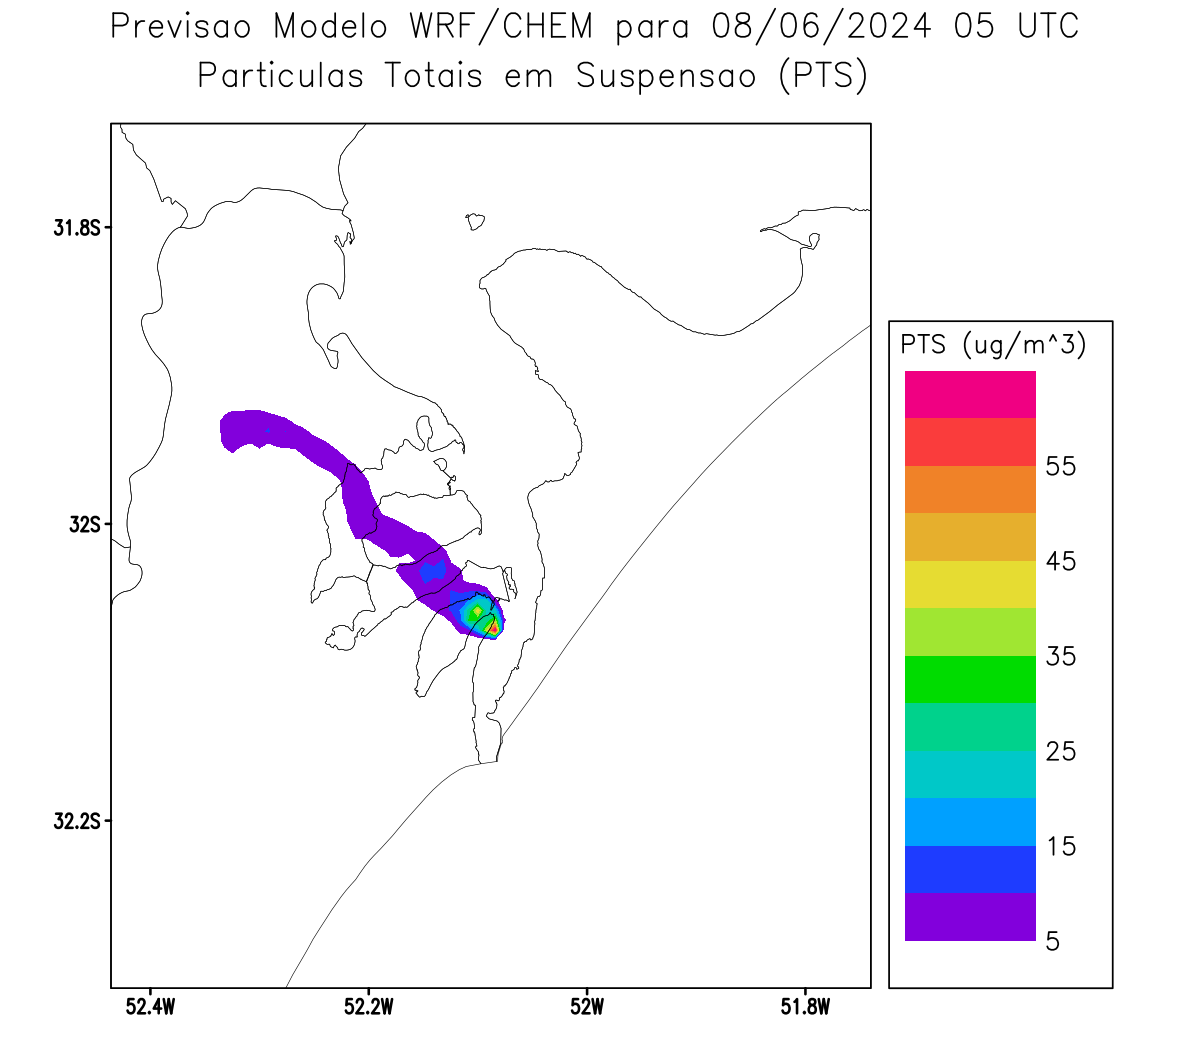 Previsao Modelo WRF/CHEM para 08/06/2024 05 UTC
Particulas Totais em Suspensao (PTS)
31.8S
32S
32.2S
52.4W 52.2W 52W 51.8W
PTS (ug/m^3)
55
45
35
25
15
5